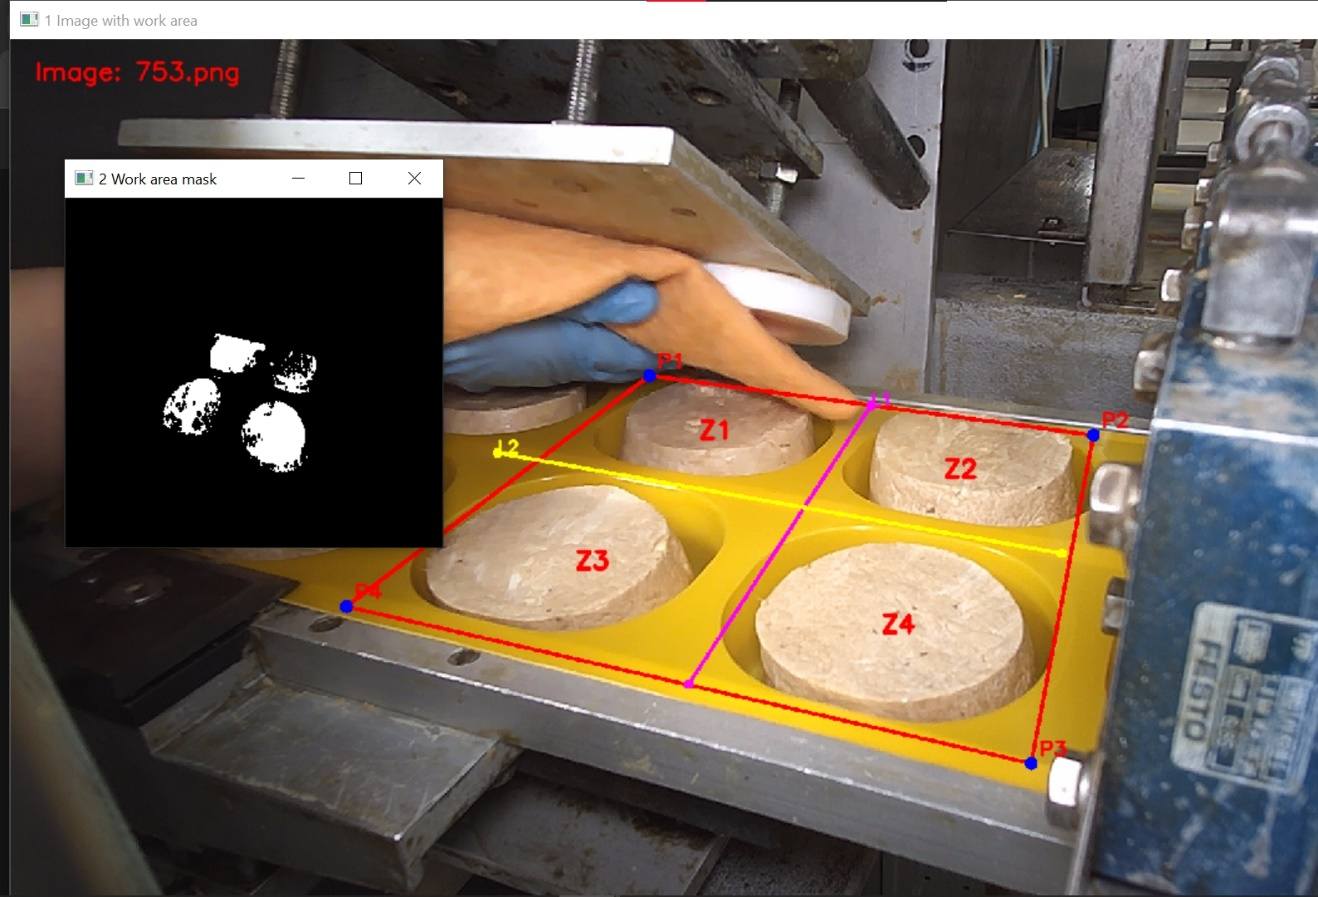 1 Image with work area
Image: 753.png
2 Work area mask
P1
L1
P2
L2
Z1
Z2
Z3
Z4
P4
P3
FESTO